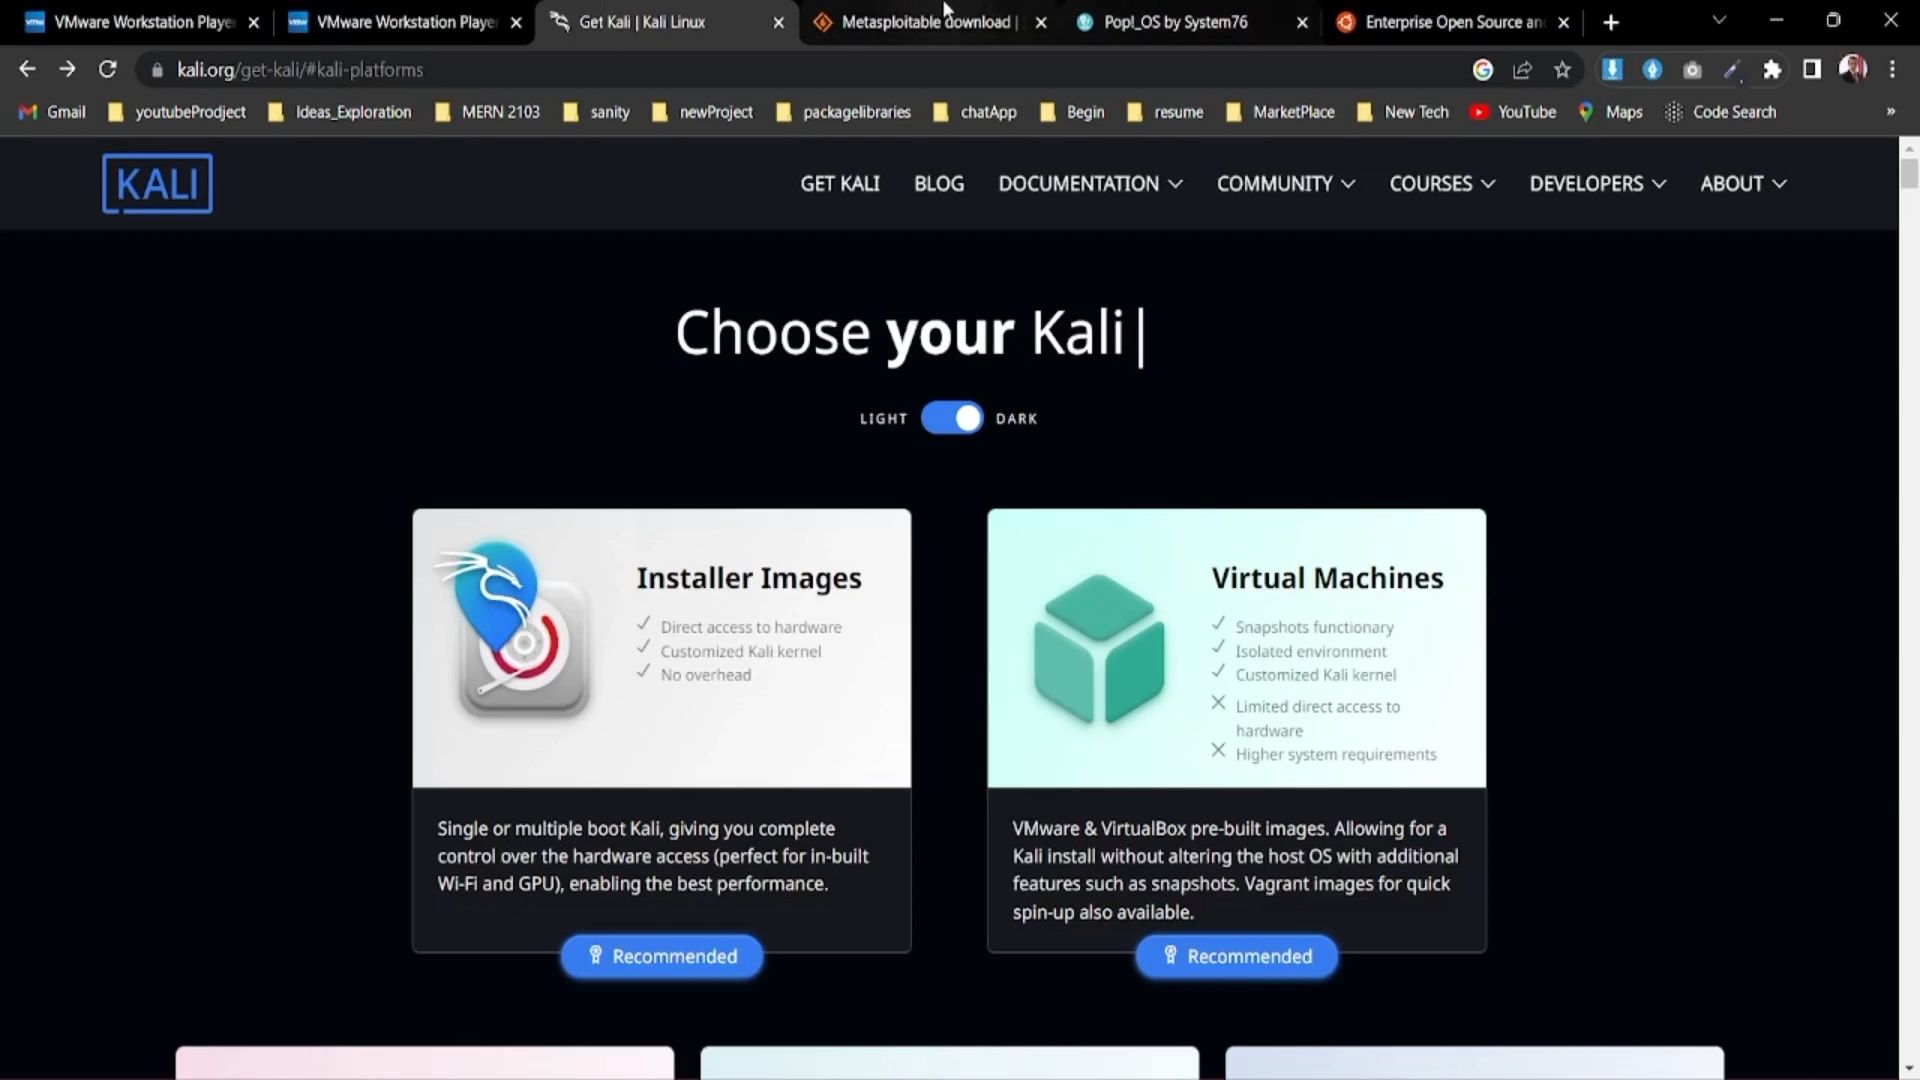 VMware Workstation Playe
VMware Workstation Playe
Get Kali | Kali Linux
Metasploitable download |
Pop!_OS by System76
Enterprise Open Source an
kali.org/get-kali/#kali-platforms
Gmail
youtubeProdject
Ideas_Exploration
MERN 2103
sanity
newProject
packagelibraries
chatApp
Begin
resume
MarketPlace
New Tech
YouTube
Maps
Code Search
»
KALI
GET KALI
BLOG
DOCUMENTATION
COMMUNITY
COURSES
DEVELOPERS
ABOUT
Choose your Kali|
LIGHT
DARK
Installer Images
Direct access to hardware
Customized Kali kernel
No overhead
Single or multiple boot Kali, giving you complete
control over the hardware access (perfect for in-built
Wi-Fi and GPU), enabling the best performance.
Recommended
Virtual Machines
Snapshots functionary
Isolated environment
Customized Kali kernel
Limited direct access to
hardware
Higher system requirements
VMware & VirtualBox pre-built images. Allowing for a
Kali install without altering the host OS with additional
features such as snapshots. Vagrant images for quick
spin-up also available.
Recommended